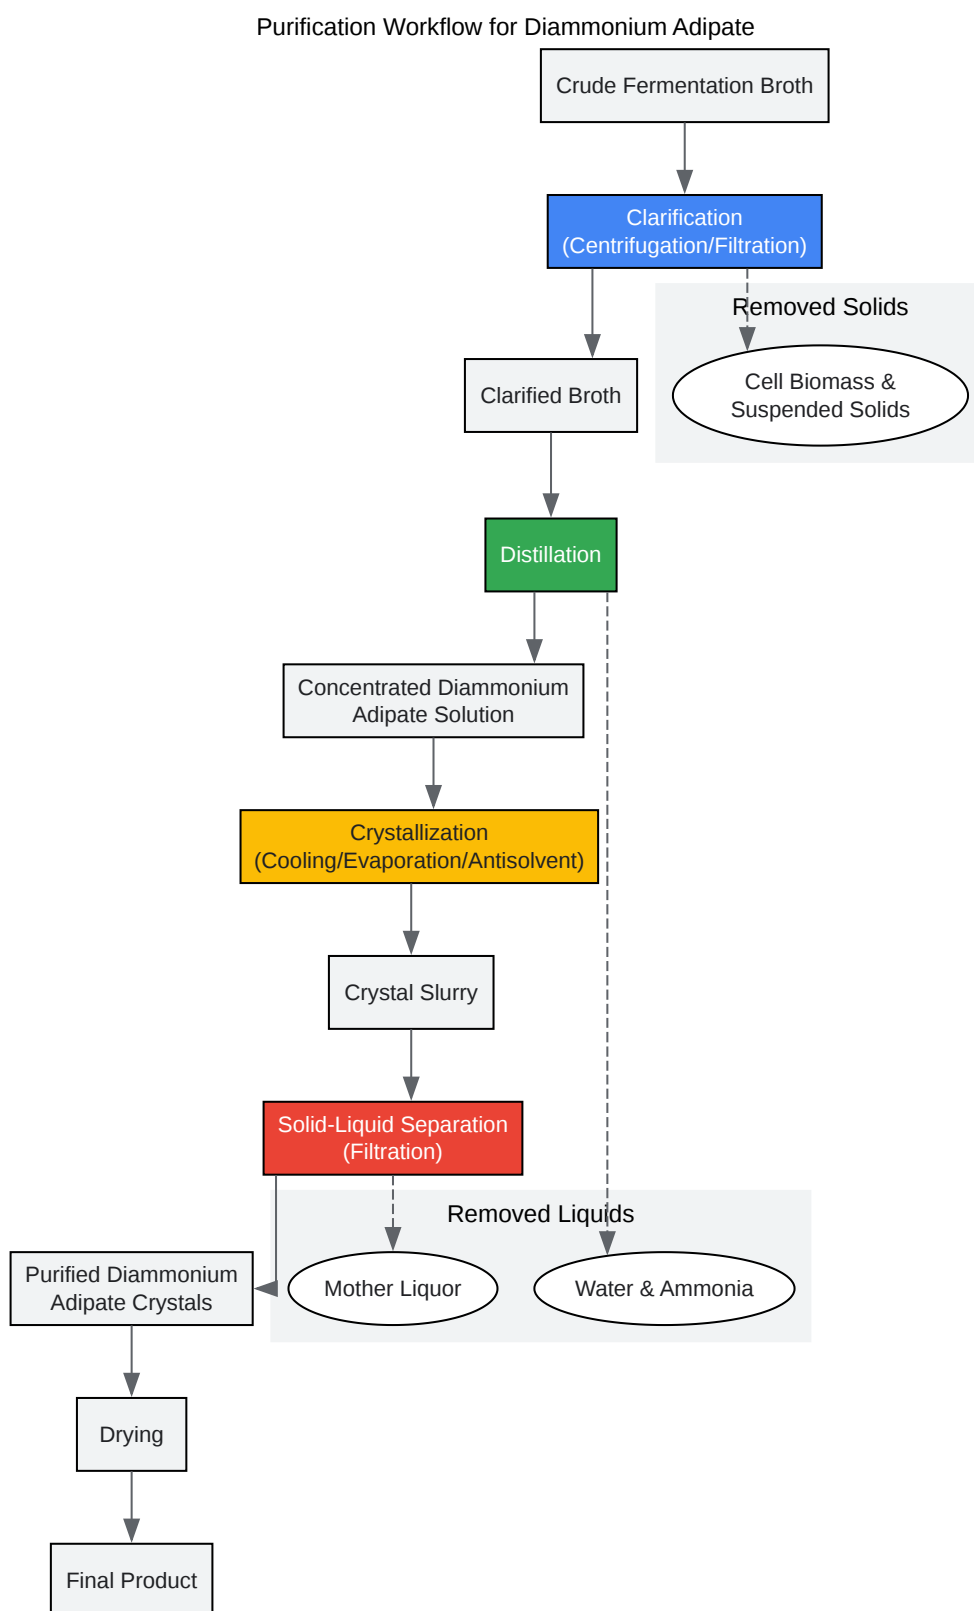 Purification Workflow for Diammonium Adipate
Crude Fermentation Broth
Clarification
(Centrifugation/Filtration)
Removed Solids
Clarified Broth
Cell Biomass &
Suspended Solids
Distillation
Concentrated Diammonium
Adipate Solution
Crystallization
(Cooling/Evaporation/Antisolvent)
Crystal Slurry
Solid-Liquid Separation
(Filtration)
Removed Liquids
Purified Diammonium
Adipate Crystals
Mother Liquor
Water & Ammonia
Drying
Final Product